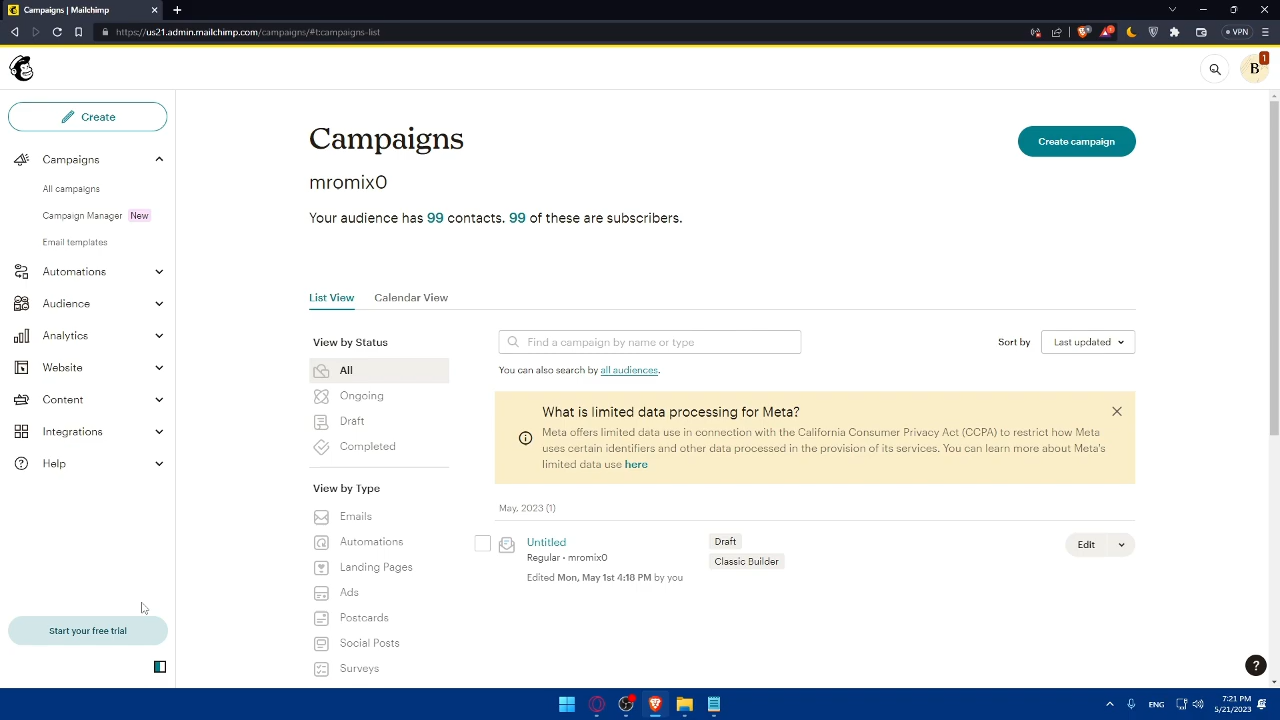 Campaigns | Mailchimp
https://us21.admin.mailchimp.com/campaigns/#t:campaigns-list
VPN
1
B
Create
Campaigns
All campaigns
Campaign Manager New
Email templates
Automations
Audience
Analytics
Website
Content
Integrations
Help
Start your free trial
Campaigns
Create campaign
mromix0
Your audience has 99 contacts. 99 of these are subscribers.
List View
Calendar View
View by Status
All
Ongoing
Draft
Completed
View by Type
Emails
Automations
Landing Pages
Ads
Postcards
Social Posts
Surveys
Find a campaign by name or type
Sort by
Last updated
You can also search by all audiences.
What is limited data processing for Meta?
Meta offers limited data use in connection with the California Consumer Privacy Act (CCPA) to restrict how Meta
uses certain identifiers and other data processed in the provision of its services. You can learn more about Meta's
limited data use here
May, 2023 (1)
Untitled
Regular • mromix0
Edited Mon, May 1st 4:18 PM by you
Draft
Classic Builder
Edit
?
ENG
7:21 PM
5/21/2023